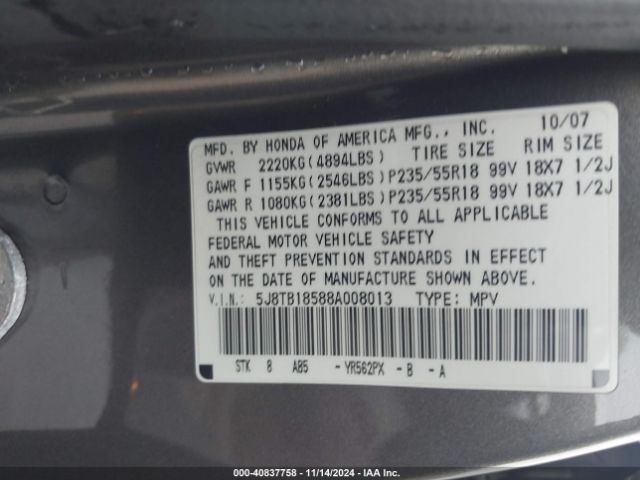 MFD. BY HONDA OF AMERICA MFG., INC. 10/07
GVWR 2220KG(4894LBS) TIRE SIZE RIM SIZE
GAWR F 1155KG(2546LBS)P235/55R18 99V 18X7 1/2J
GAWR R 1080KG(2381LBS)P235/55R18 99V 18X7 1/2J
THIS VEHICLE CONFORMS TO ALL APPLICABLE
FEDERAL MOTOR VEHICLE SAFETY
AND THEFT PREVENTION STANDARDS IN EFFECT
ON THE DATE OF MANUFACTURE SHOWN ABOVE.
V.I.N.: 5J8TB18588A008013 TYPE: MPV
STK 8 AB5 - YR562PX - B - A
000-40837758 - 11/14/2024 - IAA Inc.